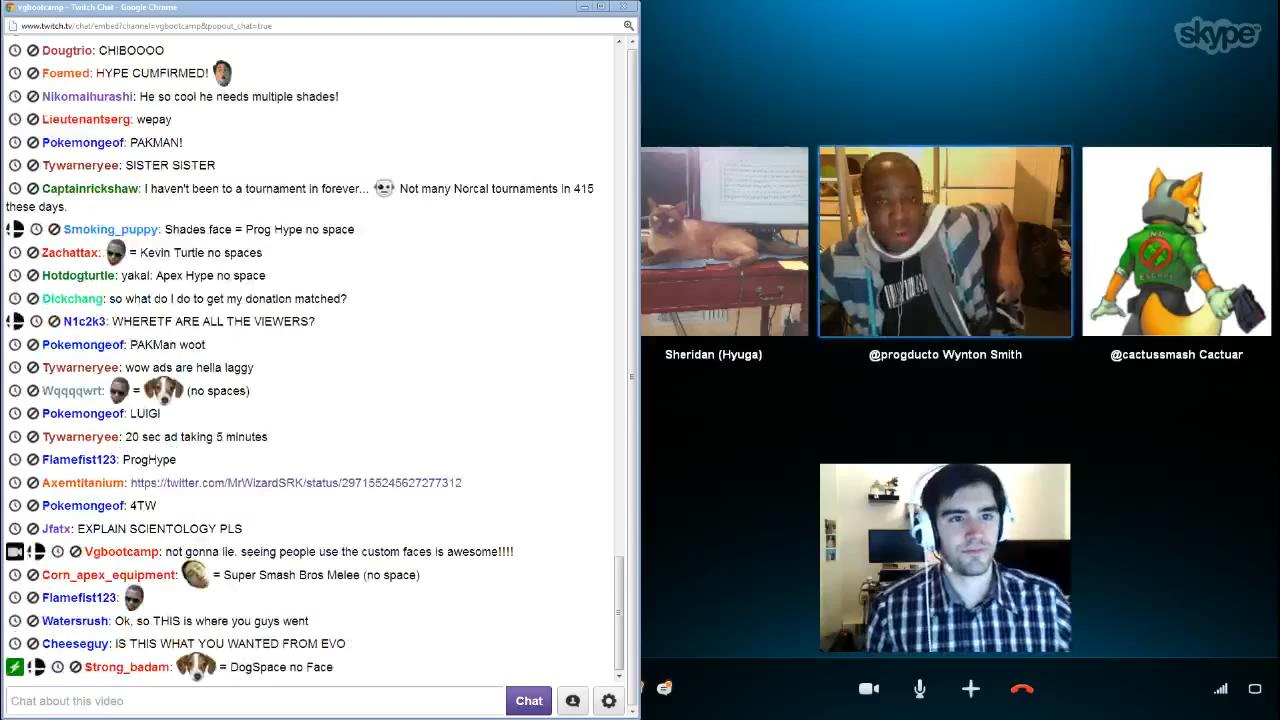 vgbootcamp - Twitch Chat - Google Chrome
www.twitch.tv/chat/embed?channel=vgbootcamp&popout_chat=true
Dougtrio: CHIBOOOO
Foamed: HYPE CUMFIRMED!
Nikomaihurashi: He so cool he needs multiple shades!
Lieutenantserg: wepay
Pokemongeof: PAKMAN!
Tywarneryee: SISTER SISTER
Captainrickshaw: I haven't been to a tournament in forever... Not many Norcal tournaments in 415
these days.
Smoking_puppy: Shades face = Prog Hype no space
Zachattax: = Kevin Turtle no spaces
Hotdogturtle: yakal: Apex Hype no space
Dickchang: so what do I do to get my donation matched?
N1c2k3: WHERETF ARE ALL THE VIEWERS?
Pokemongeof: PAKMan woot
Tywarneryee: wow ads are hella laggy
Wqqqqwrt: = (no spaces)
Pokemongeof: LUIGI
Tywarneryee: 20 sec ad taking 5 minutes
Flamefist123: ProgHype
Axemtitanium: https://twitter.com/MrWizardSRK/status/297155245627277312
Pokemongeof: 4TW
Jfatx: EXPLAIN SCIENTOLOGY PLS
Vgbootcamp: not gonna lie. seeing people use the custom faces is awesome!!!!
Corn_apex_equipment: = Super Smash Bros Melee (no space)
Flamefist123:
Watersrush: Ok, so THIS is where you guys went
Cheeseguy: IS THIS WHAT YOU WANTED FROM EVO
Strong_badam: = DogSpace no Face
Chat about this video
Chat
skype
NO
Sheridan (Hyuga)
@progducto Wynton Smith
@cactussmash Cactuar